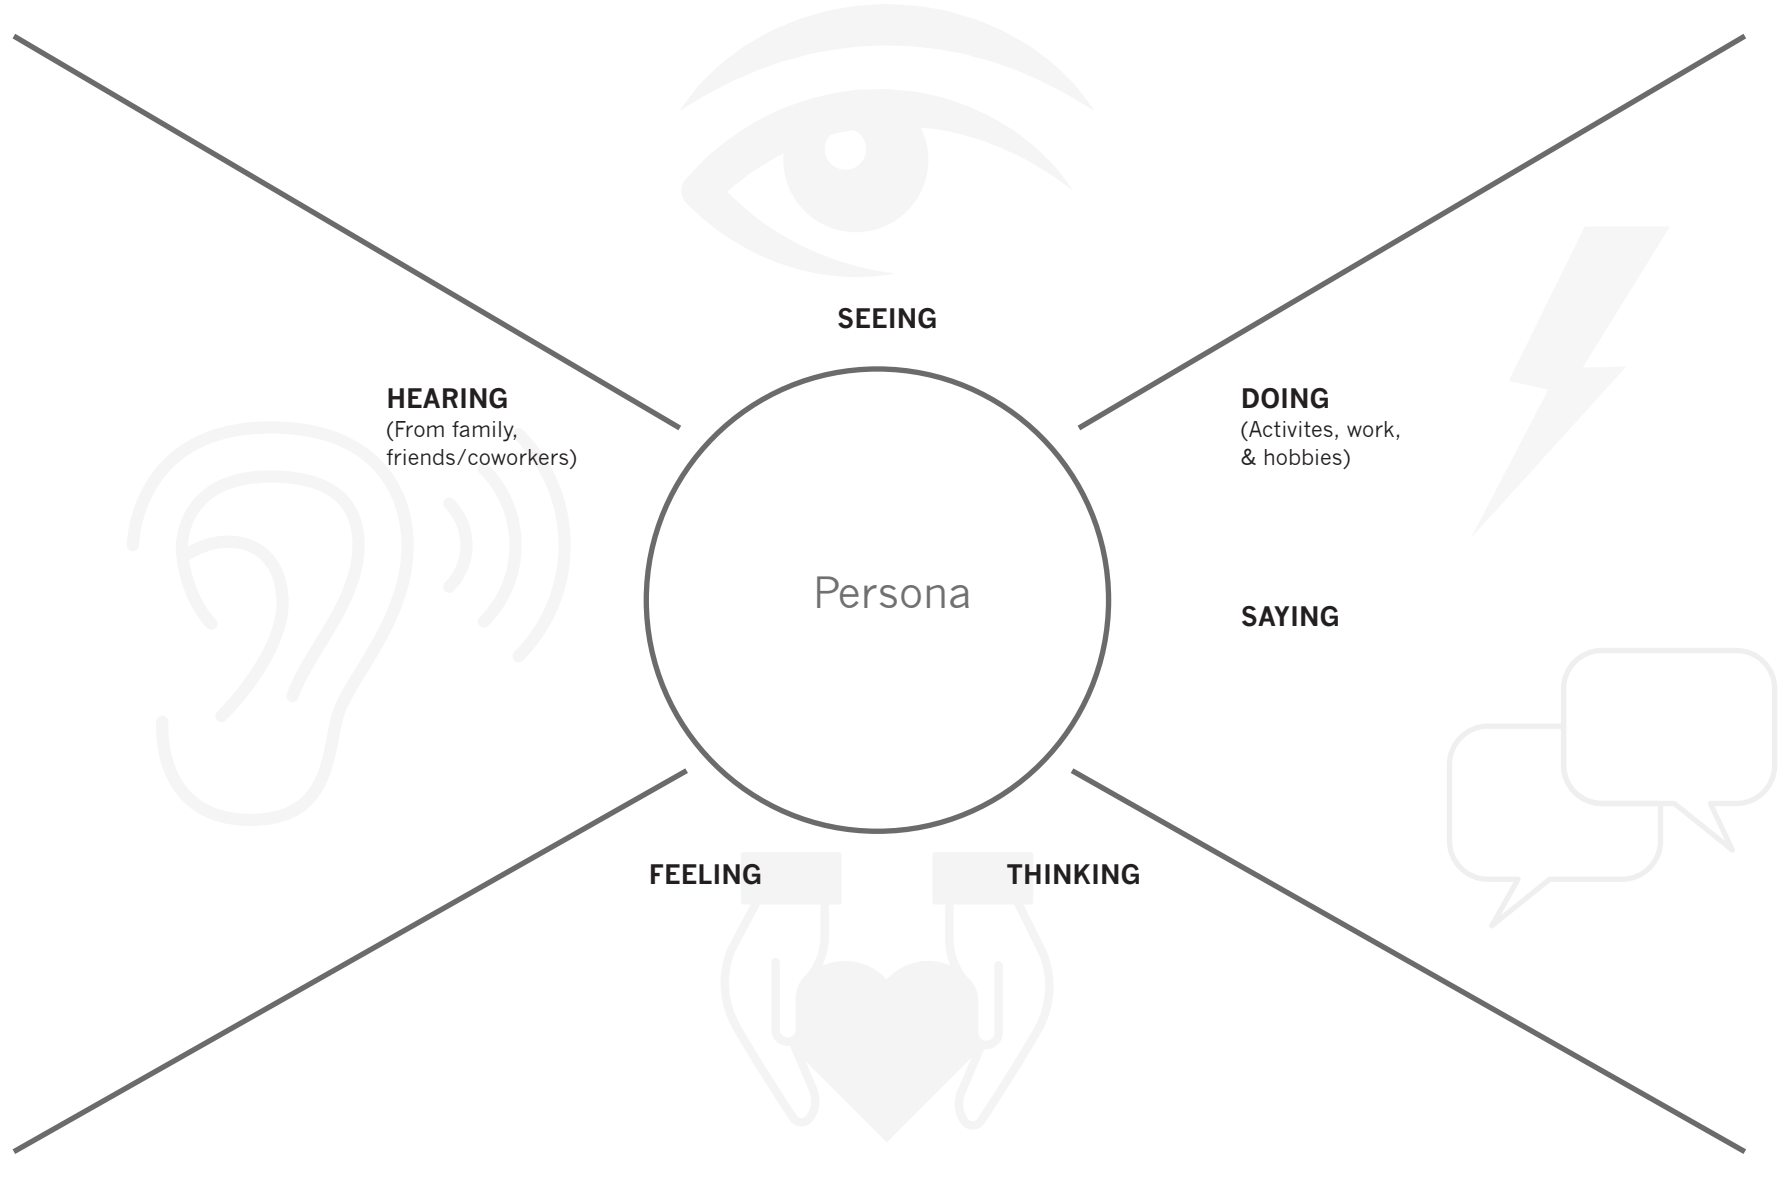 SEEING
HEARING
(From family,
friends/coworkers)
DOING
(Activites, work,
& hobbies)
Persona
SAYING
FEELING
THINKING